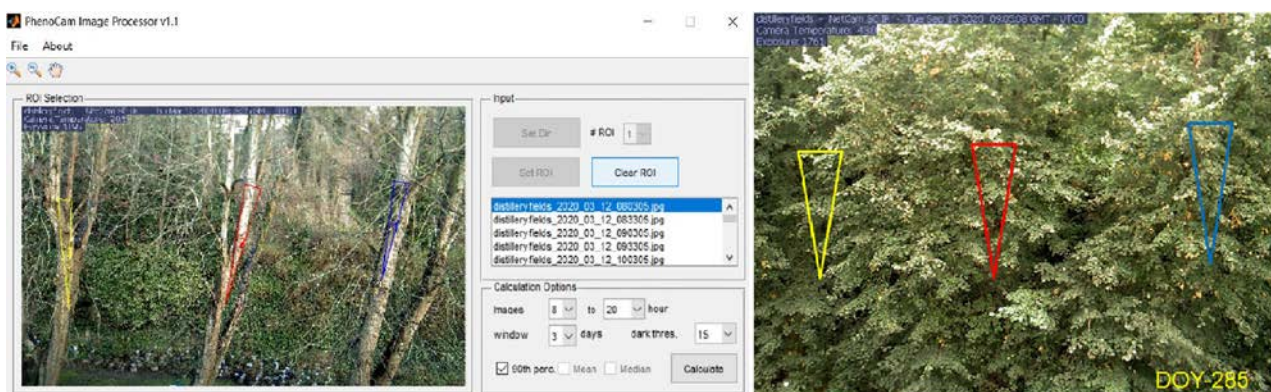 PhenoCam Image Processor v1.1
File About
ROI Selection
Input
Set Dir # ROI 1
Set ROI Clear ROI
distilleryfields_2020_03_12_080305.jpg
distilleryfields_2020_03_12_083305.jpg
distilleryfields_2020_03_12_090305.jpg
distilleryfields_2020_03_12_093305.jpg
distilleryfields_2020_03_12_100305.jpg
Calculation Options
Images 8 to 20 hour
window 3 days dark thres. 15
90th perc. Mean Median Calculate
Camera Temperature:
distilleryfields - NetCam SC IR - Tue Sep 15 2020 09:03:08 GMT - UTC0
Camera Temperature:
Exposure: 1761
DOY-285